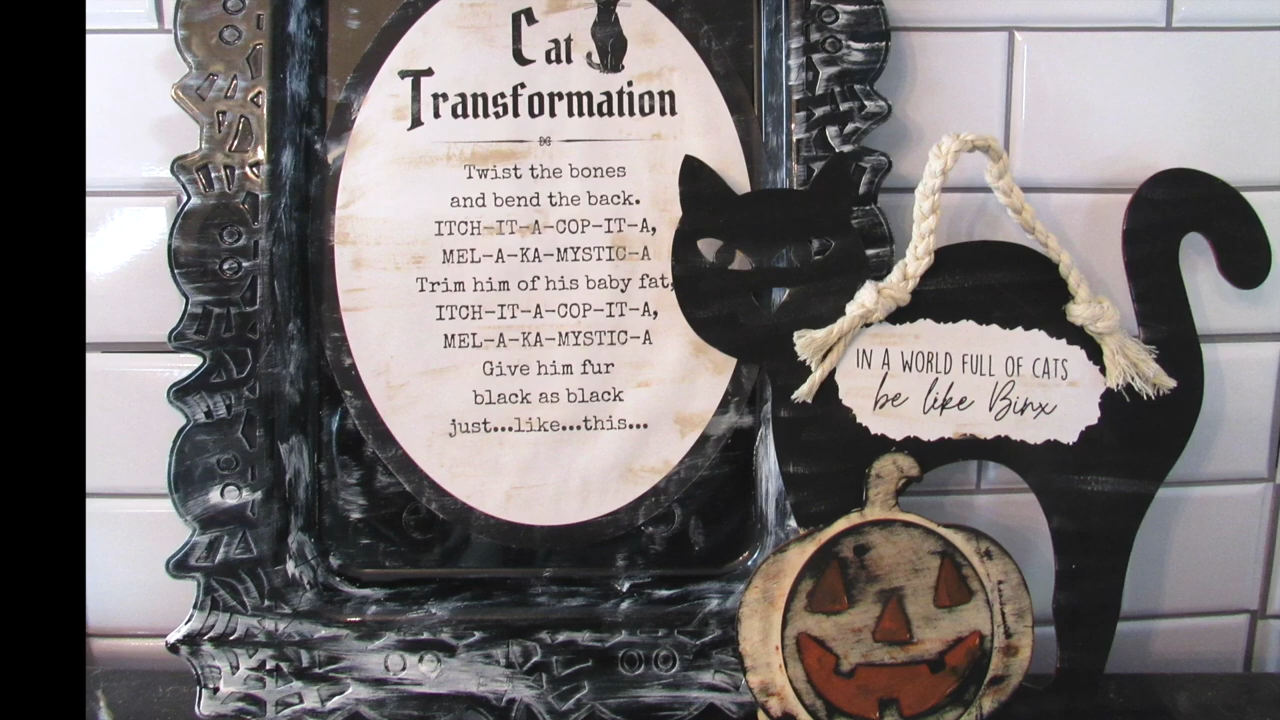 Cat
Transformation
Twist the bones
and bend the back.
ITCH-IT-A-COP-IT-A,
MEL-A-KA-MYSTIC-A
Trim him of his baby fat,
ITCH-IT-A-COP-IT-A,
MEL-A-KA-MYSTIC-A
Give him fur
black as black
just...like...this...
IN A WORLD FULL OF CATS
be like Binx